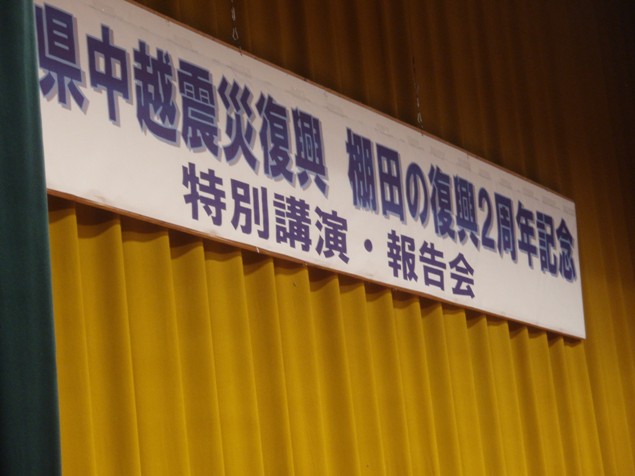 県中越震災復興 棚田の復興2周年記念
特別講演・報告会